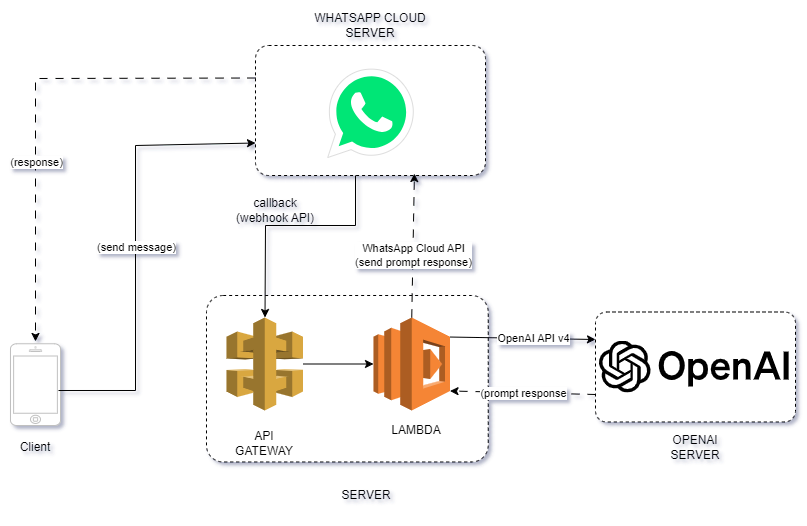 WHATSAPP CLOUD
SERVER
(response)
callback
(webhook API)
(send message)
WhatsApp Cloud API
(send prompt response)
OpenAI API v4
OpenAI
(prompt response
LAMBDA
API
GATEWAY
Client
OPENAI
SERVER
SERVER